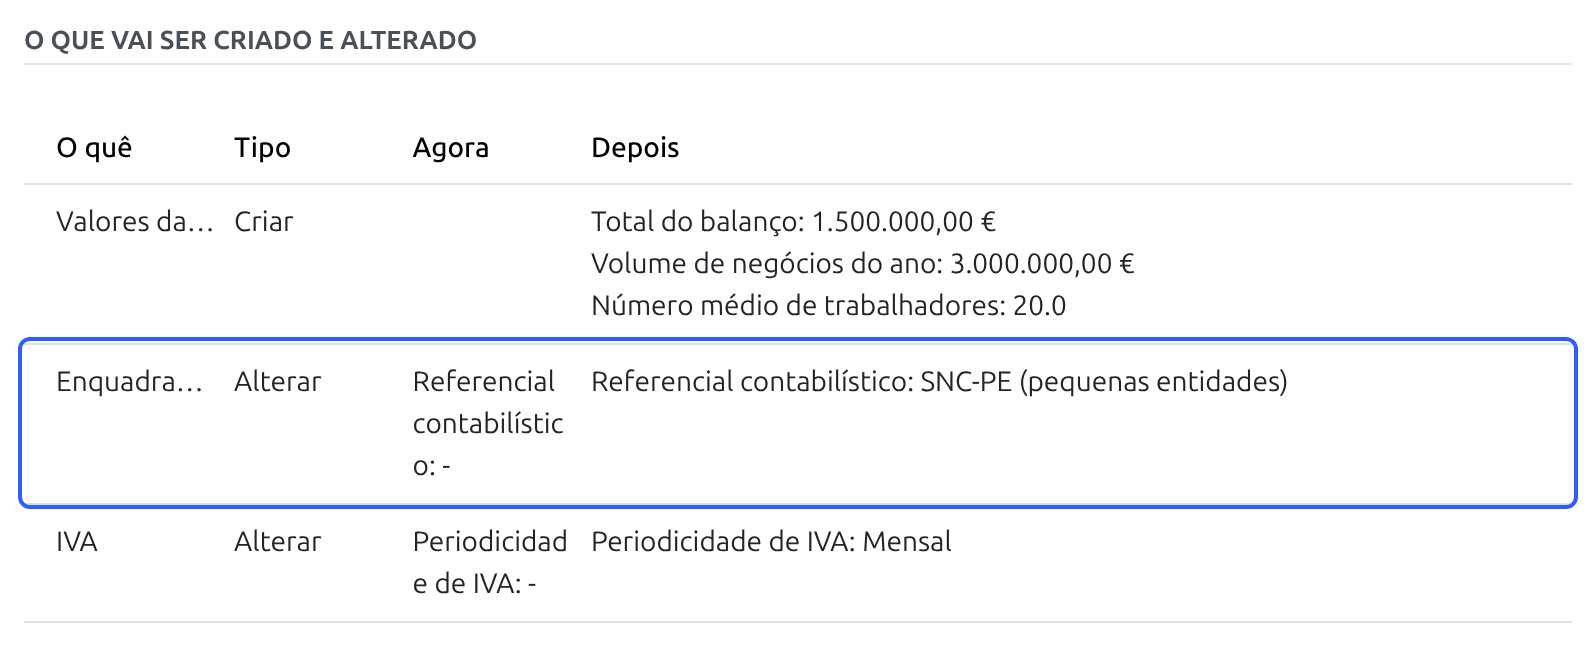 O QUE VAI SER CRIADO E ALTERADO
O quê Tipo Agora Depois
Valores da... Criar Total do balanço: 1.500.000,00 €
Volume de negócios do ano: 3.000.000,00 €
Número médio de trabalhadores: 20.0
Enquadra... Alterar Referencial Referencial contabilístico: SNC-PE (pequenas entidades)
contabilístic
o: -
IVA Alterar Periodicidad Periodicidade de IVA: Mensal
e de IVA: -